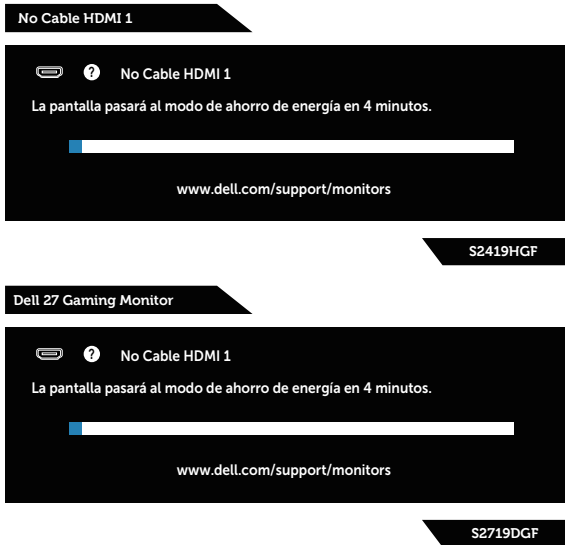 No Cable HDMI 1
? No Cable HDMI 1
La pantalla pasará al modo de ahorro de energía en 4 minutos.
www.dell.com/support/monitors
S2419HGF
Dell 27 Gaming Monitor
? No Cable HDMI 1
La pantalla pasará al modo de ahorro de energía en 4 minutos.
www.dell.com/support/monitors
S2719DGF